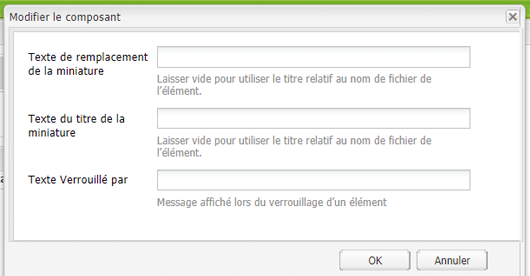 Modifier le composant
Texte de remplacement
de la miniature
Laisser vide pour utiliser le titre relatif au nom de fichier de
l'élément.
Texte du titre de la
miniature
Laisser vide pour utiliser le titre relatif au nom de fichier de
l'élément.
Texte Verrouillé par
Message affiché lors du verrouillage d'un élément
OK
Annuler